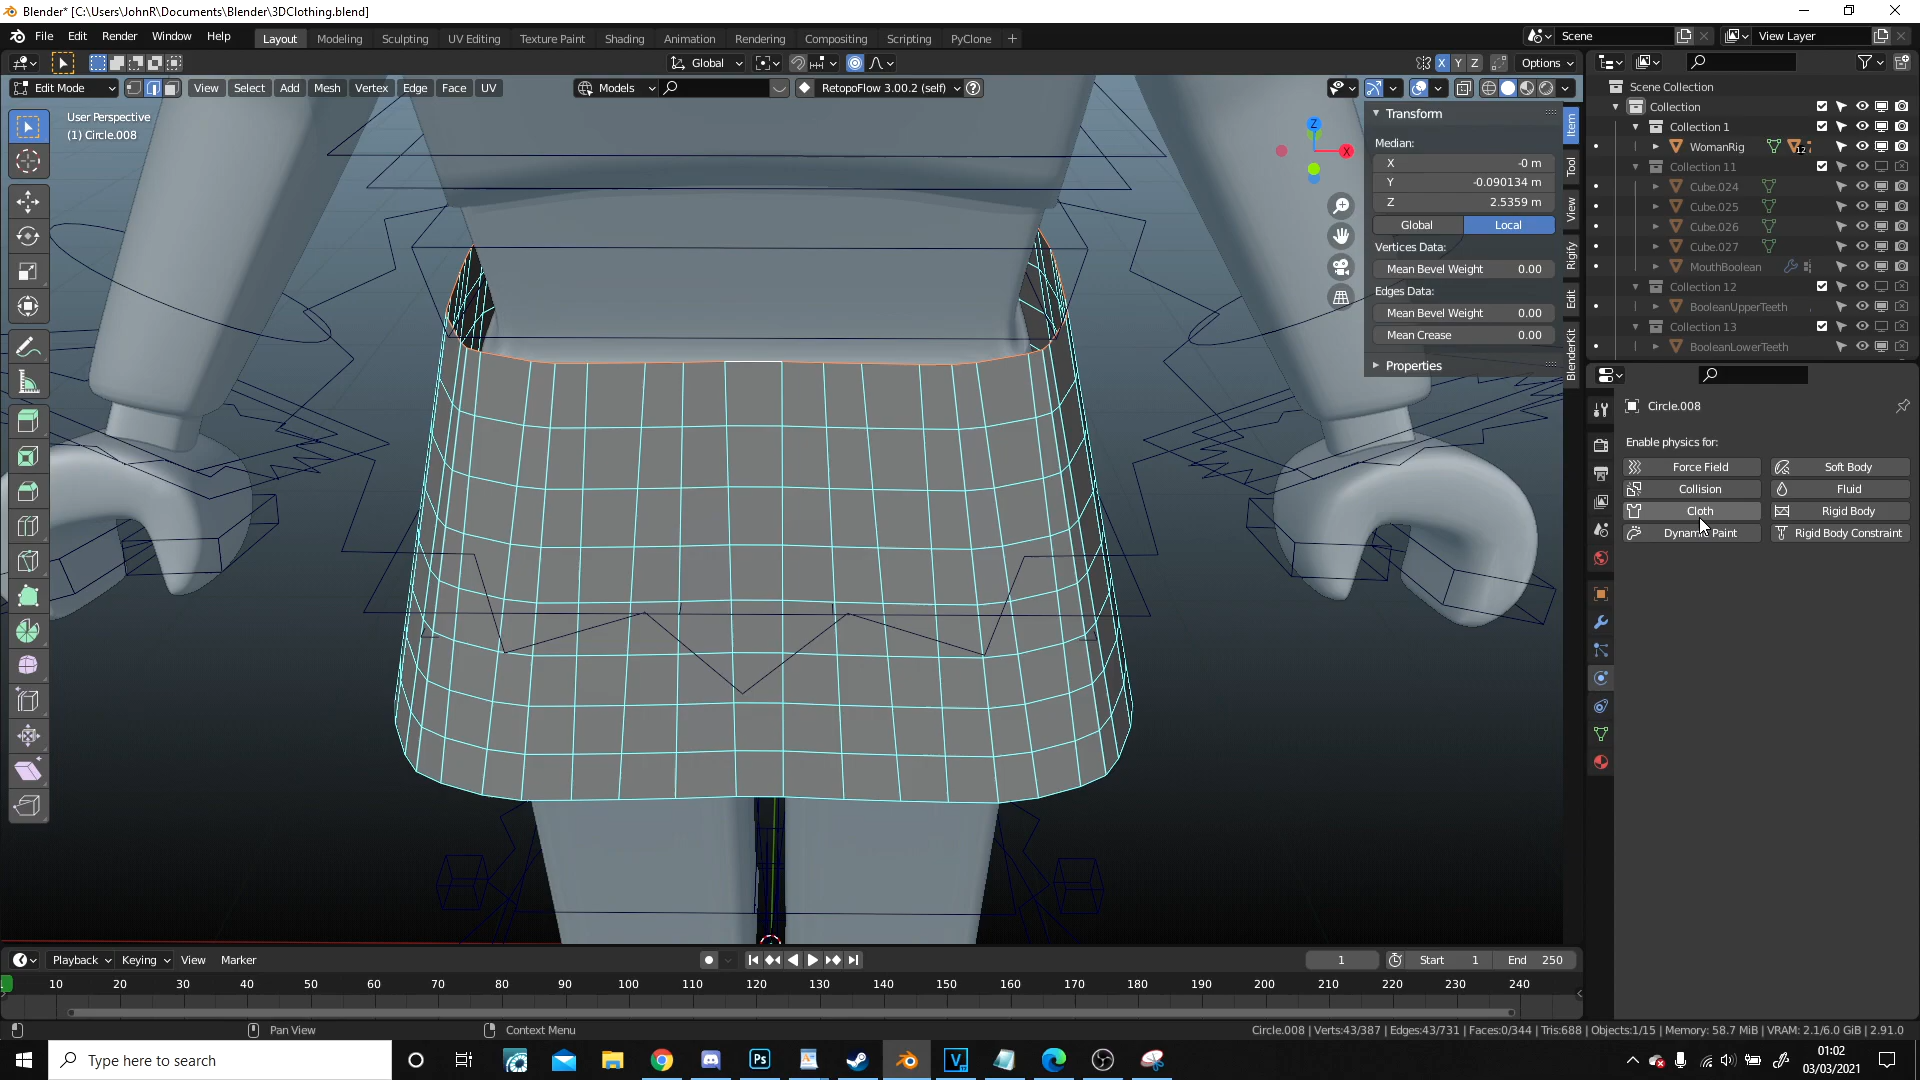 Blender* [C:\Users\JohnR\Documents\Blender\3DClothing.blend]
File Edit Render Window Help Layout Modeling Sculpting UV Editing Texture Paint Shading Animation Rendering Compositing Scripting PyClone + Scene View Layer
Global X Y Z Options
Edit Mode View Select Add Mesh Vertex Edge Face UV Models RetopoFlow 3.00.2 (self)
User Perspective
(1) Circle.008
Z
X
Transform
Median:
X -0 m
Y -0.090134 m
Z 2.5359 m
Global Local
Vertices Data:
Mean Bevel Weight 0.00
Edges Data:
Mean Bevel Weight 0.00
Mean Crease 0.00
Properties
Item
Tool
View
Rigify
Edit
BlenderKit
Scene Collection
Collection
Collection 1
WomanRig 12
Collection 11
Cube.024
Cube.025
Cube.026
Cube.027
MouthBoolean
Collection 12
BooleanUpperTeeth
Collection 13
BooleanLowerTeeth
Circle.008
Enable physics for:
Force Field Soft Body
Collision Fluid
Cloth Rigid Body
Dynamic Paint Rigid Body Constraint
Playback Keying View Marker 1 Start 1 End 250
1 10 20 30 40 50 60 70 80 90 100 110 120 130 140 150 160 170 180 190 200 210 220 230 240
Pan View Context Menu Circle.008 | Verts:43/387 | Edges:43/731 | Faces:0/344 | Tris:688 | Objects:1/15 | Memory: 58.7 MiB | VRAM: 2.1/6.0 GiB | 2.91.0
Type here to search Ps V 01:02
03/03/2021